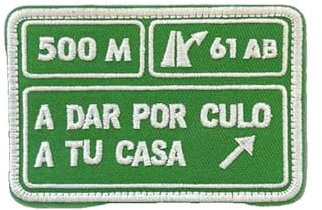 500 M
61 AB
A DAR POR CULO
A TU CASA